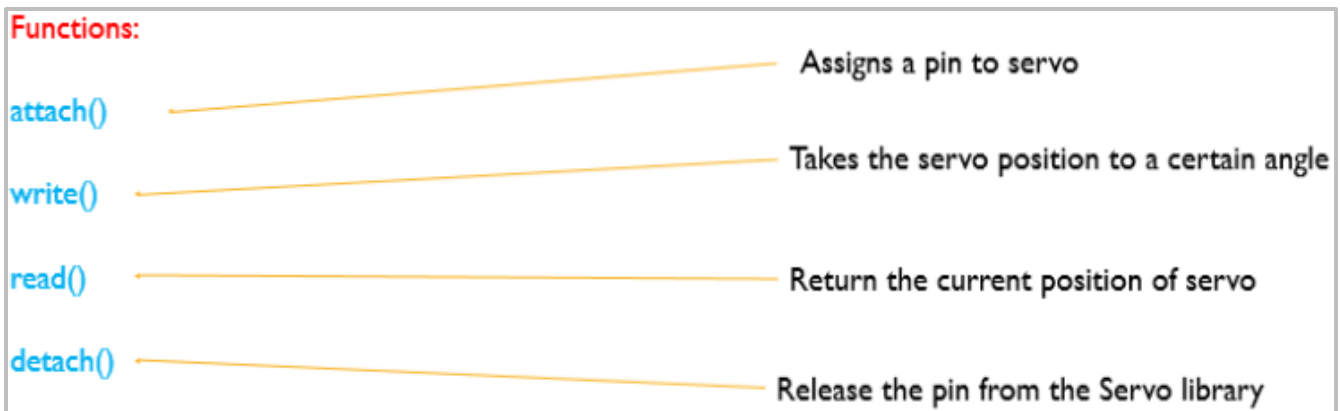 Functions:
Assigns a pin to servo
attach()
Takes the servo position to a certain angle
write()
read()
Return the current position of servo
detach()
Release the pin from the Servo library